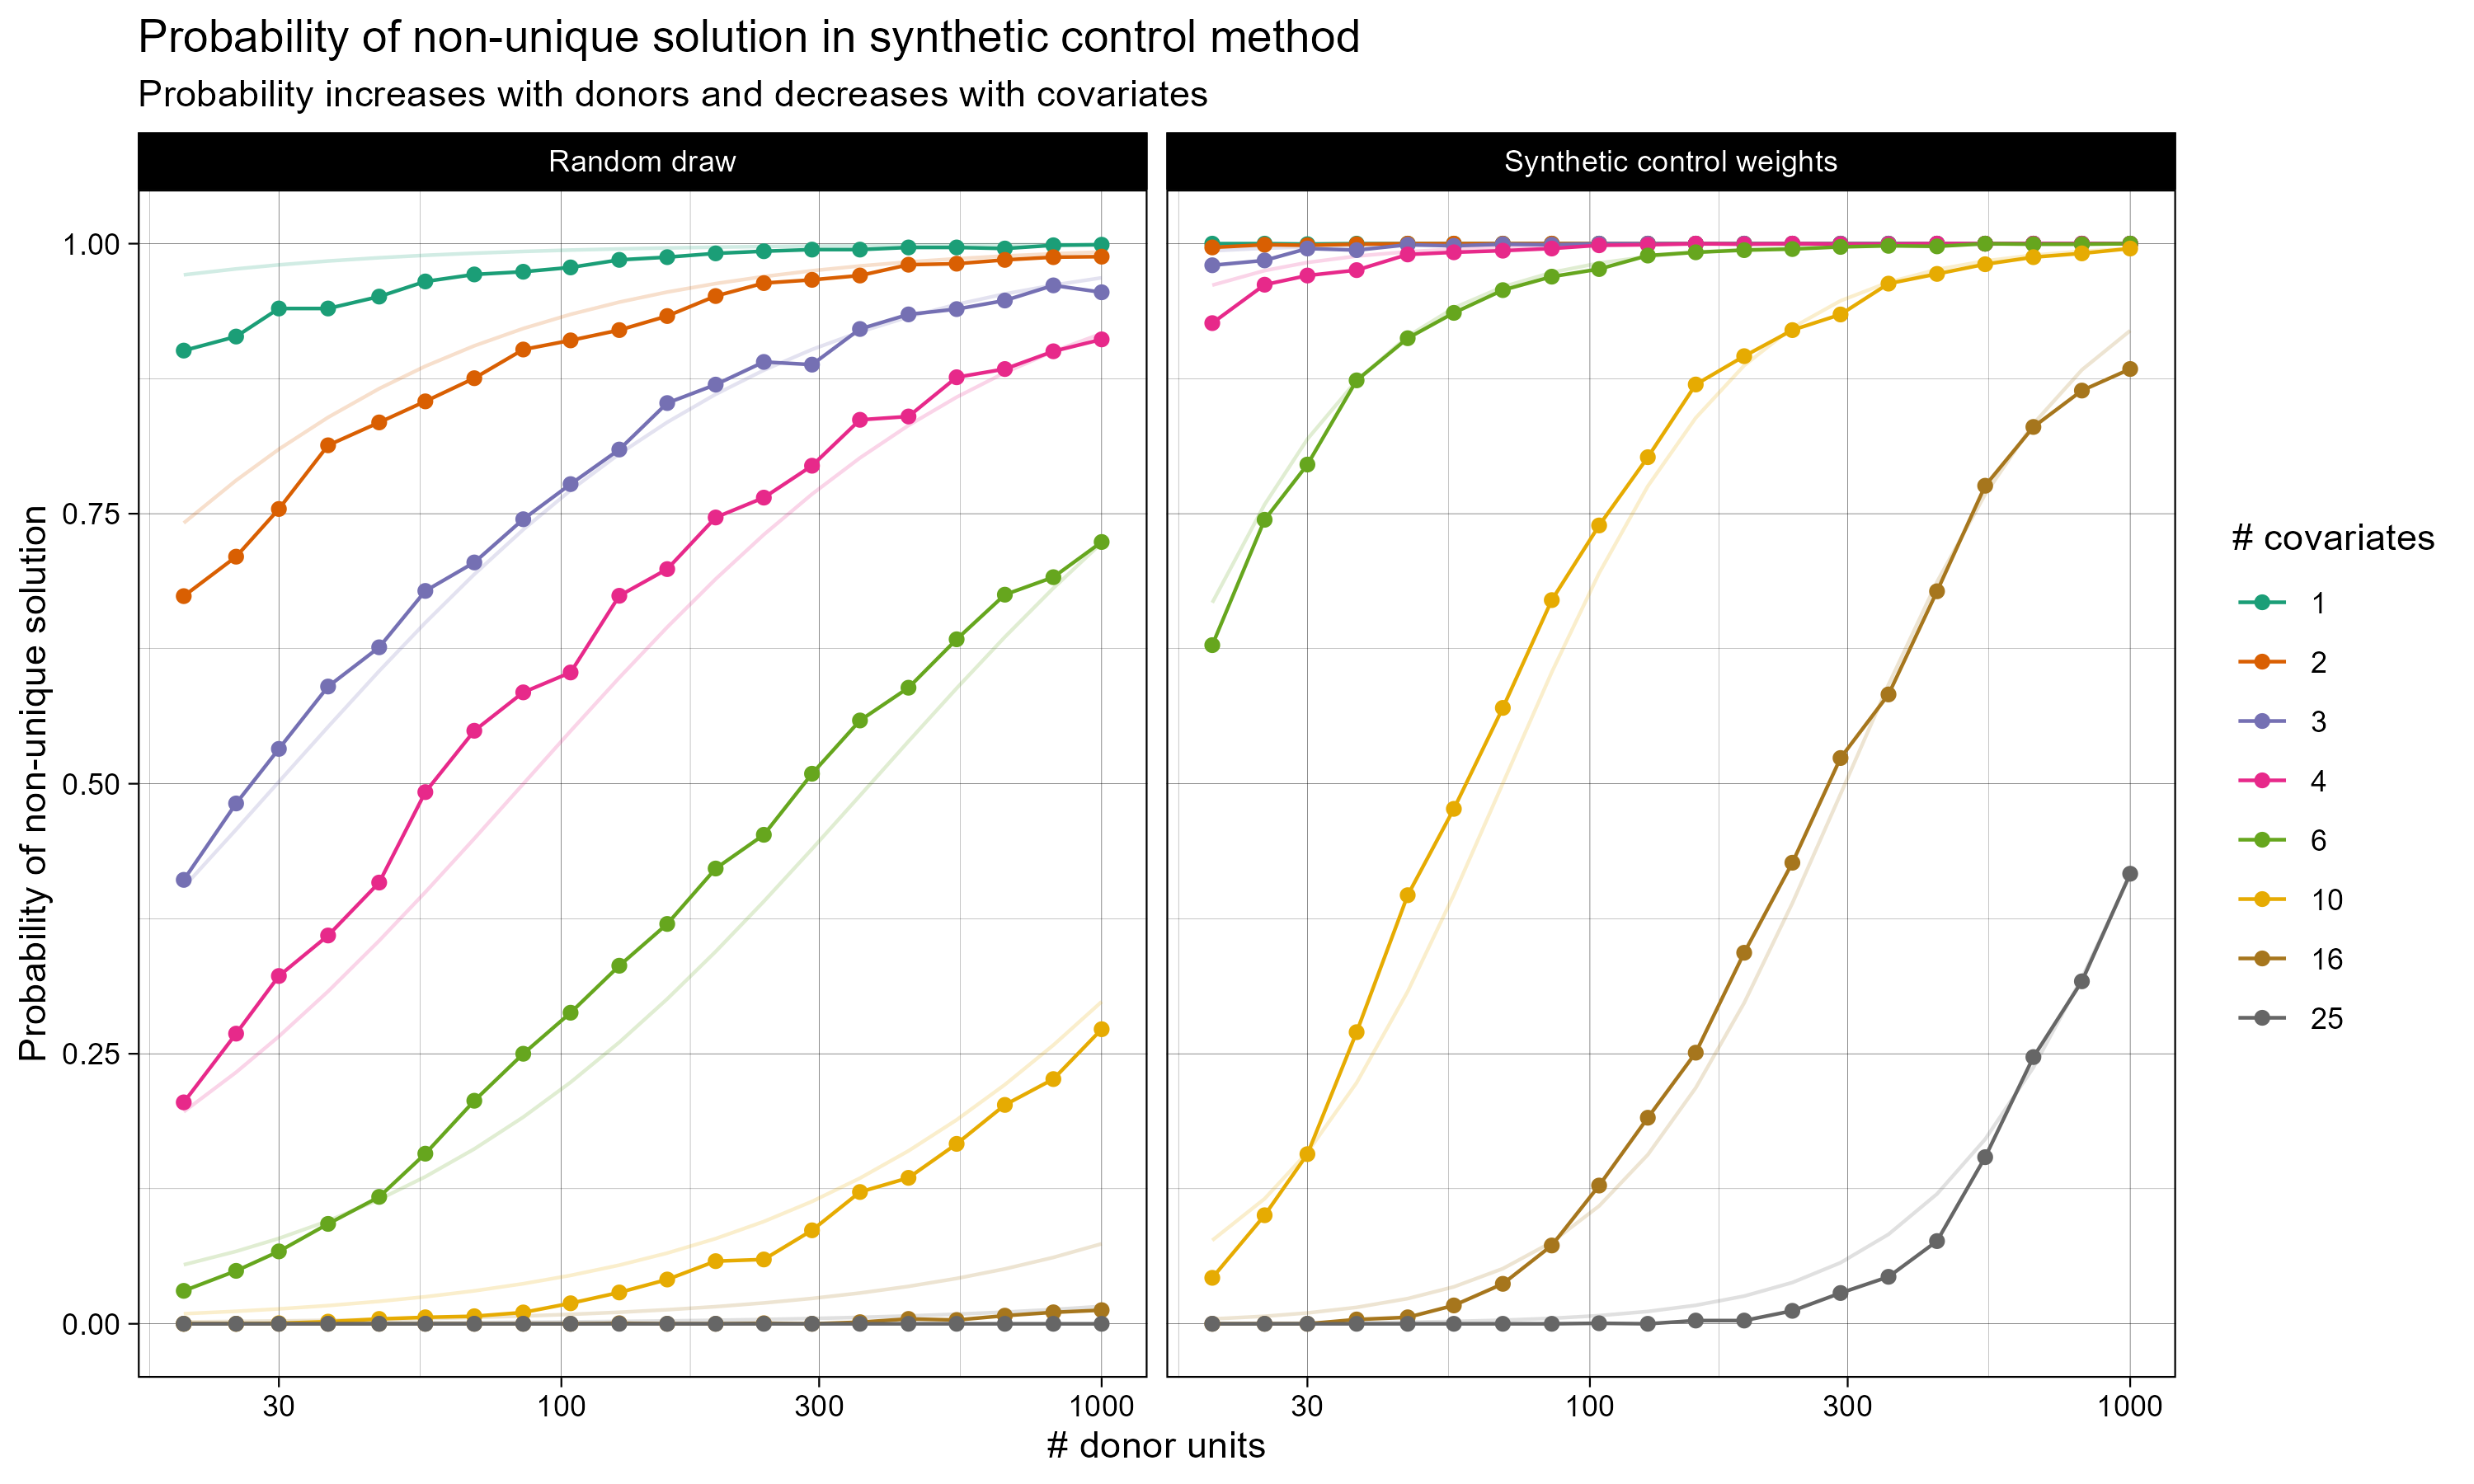 Probability of non-unique solution in synthetic control method
Probability increases with donors and decreases with covariates
Random draw
Synthetic control weights
Probability of non-unique solution
1.00
0.75
0.50
0.25
0.00
30 100 300 1000
30 100 300 1000
# donor units
# covariates
1
2
3
4
6
10
16
25